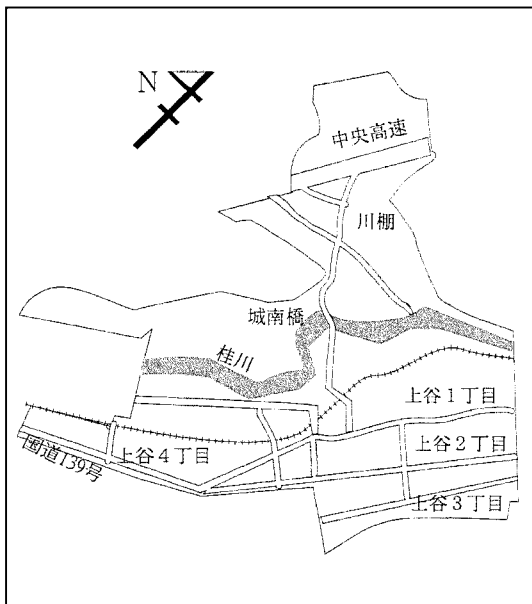 N
中央高速
川棚
城南橋
桂川
上谷1丁目
上谷2丁目
上谷4丁目
国道139号
上谷3丁目